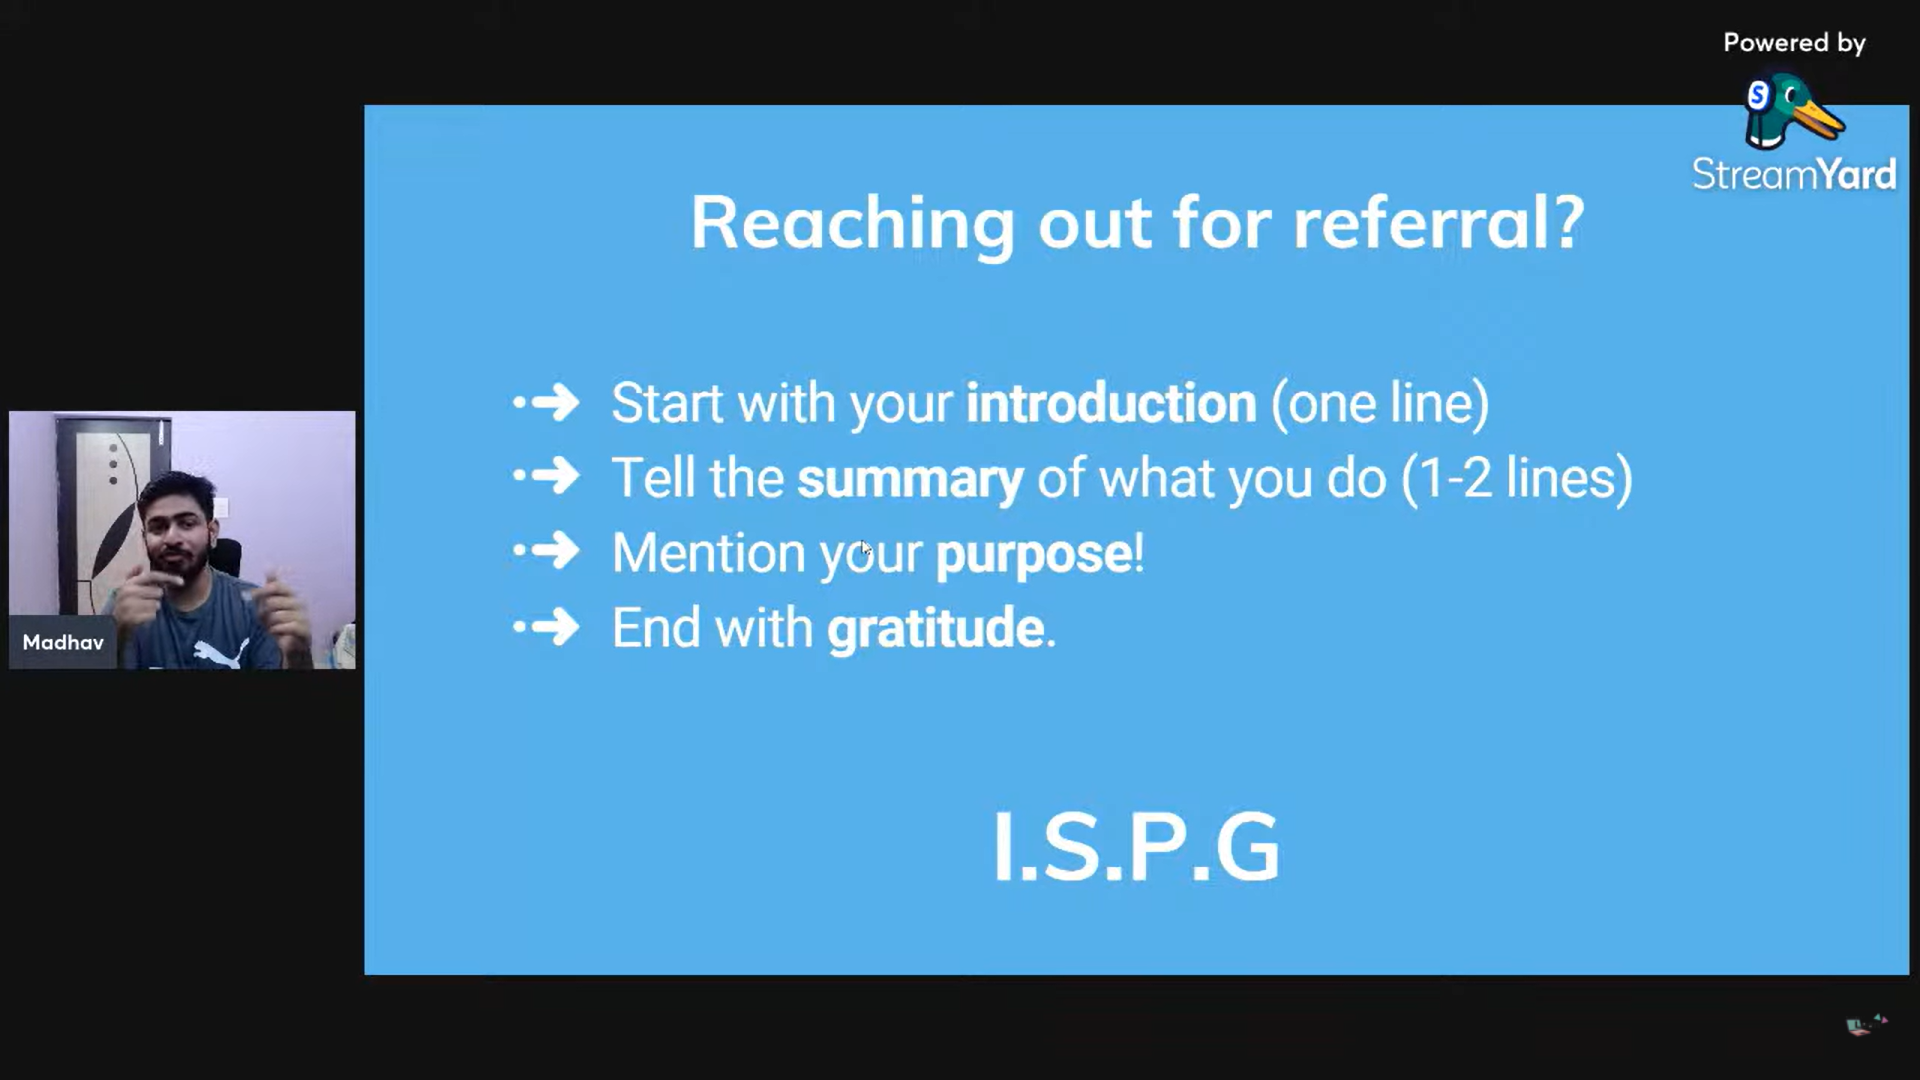 Powered by
StreamYard
Reaching out for referral?
Start with your introduction (one line)
Tell the summary of what you do (1-2 lines)
Mention your purpose!
End with gratitude.
I.S.P.G
Madhav